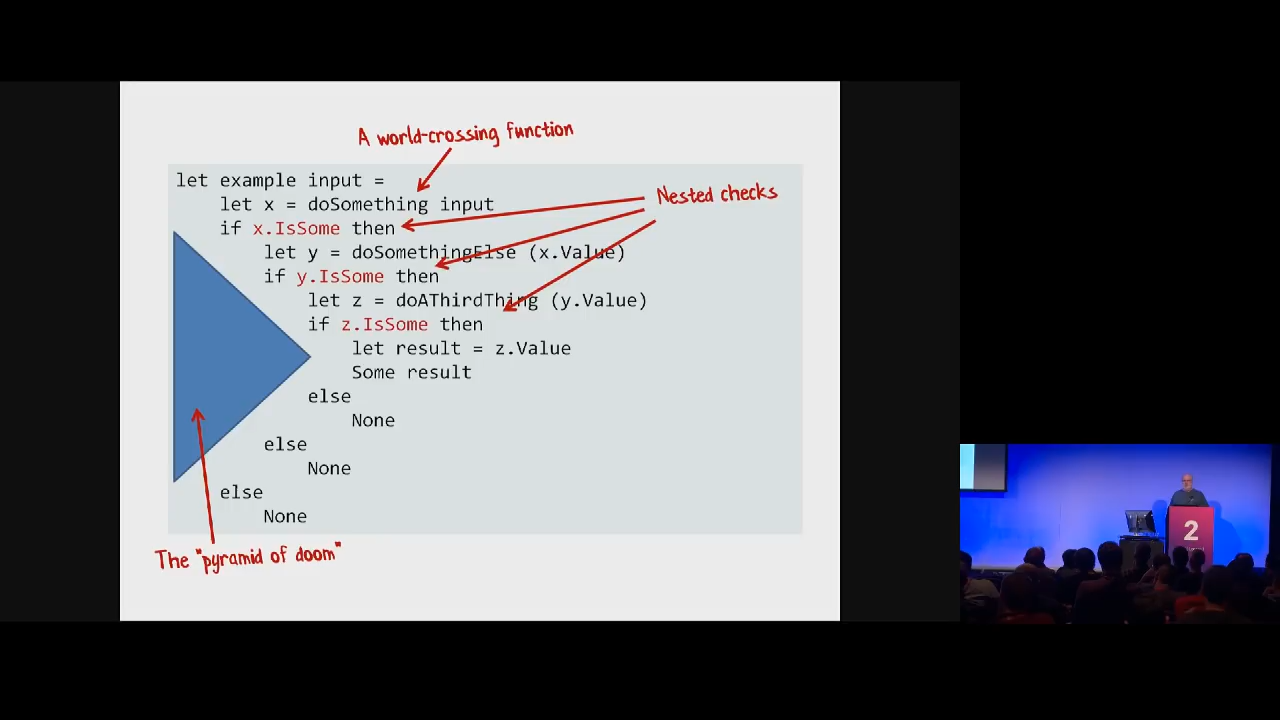 A world-crossing function
let example input =
let x = doSomething input
Nested checks
if x.IsSome then
let y = doSomethingElse (x.Value)
if y.IsSome then
let z = doAThirdThing (y.Value)
if z.IsSome then
let result = z.Value
Some result
else
None
else
None
else
None
The "pyramid of doom"
2